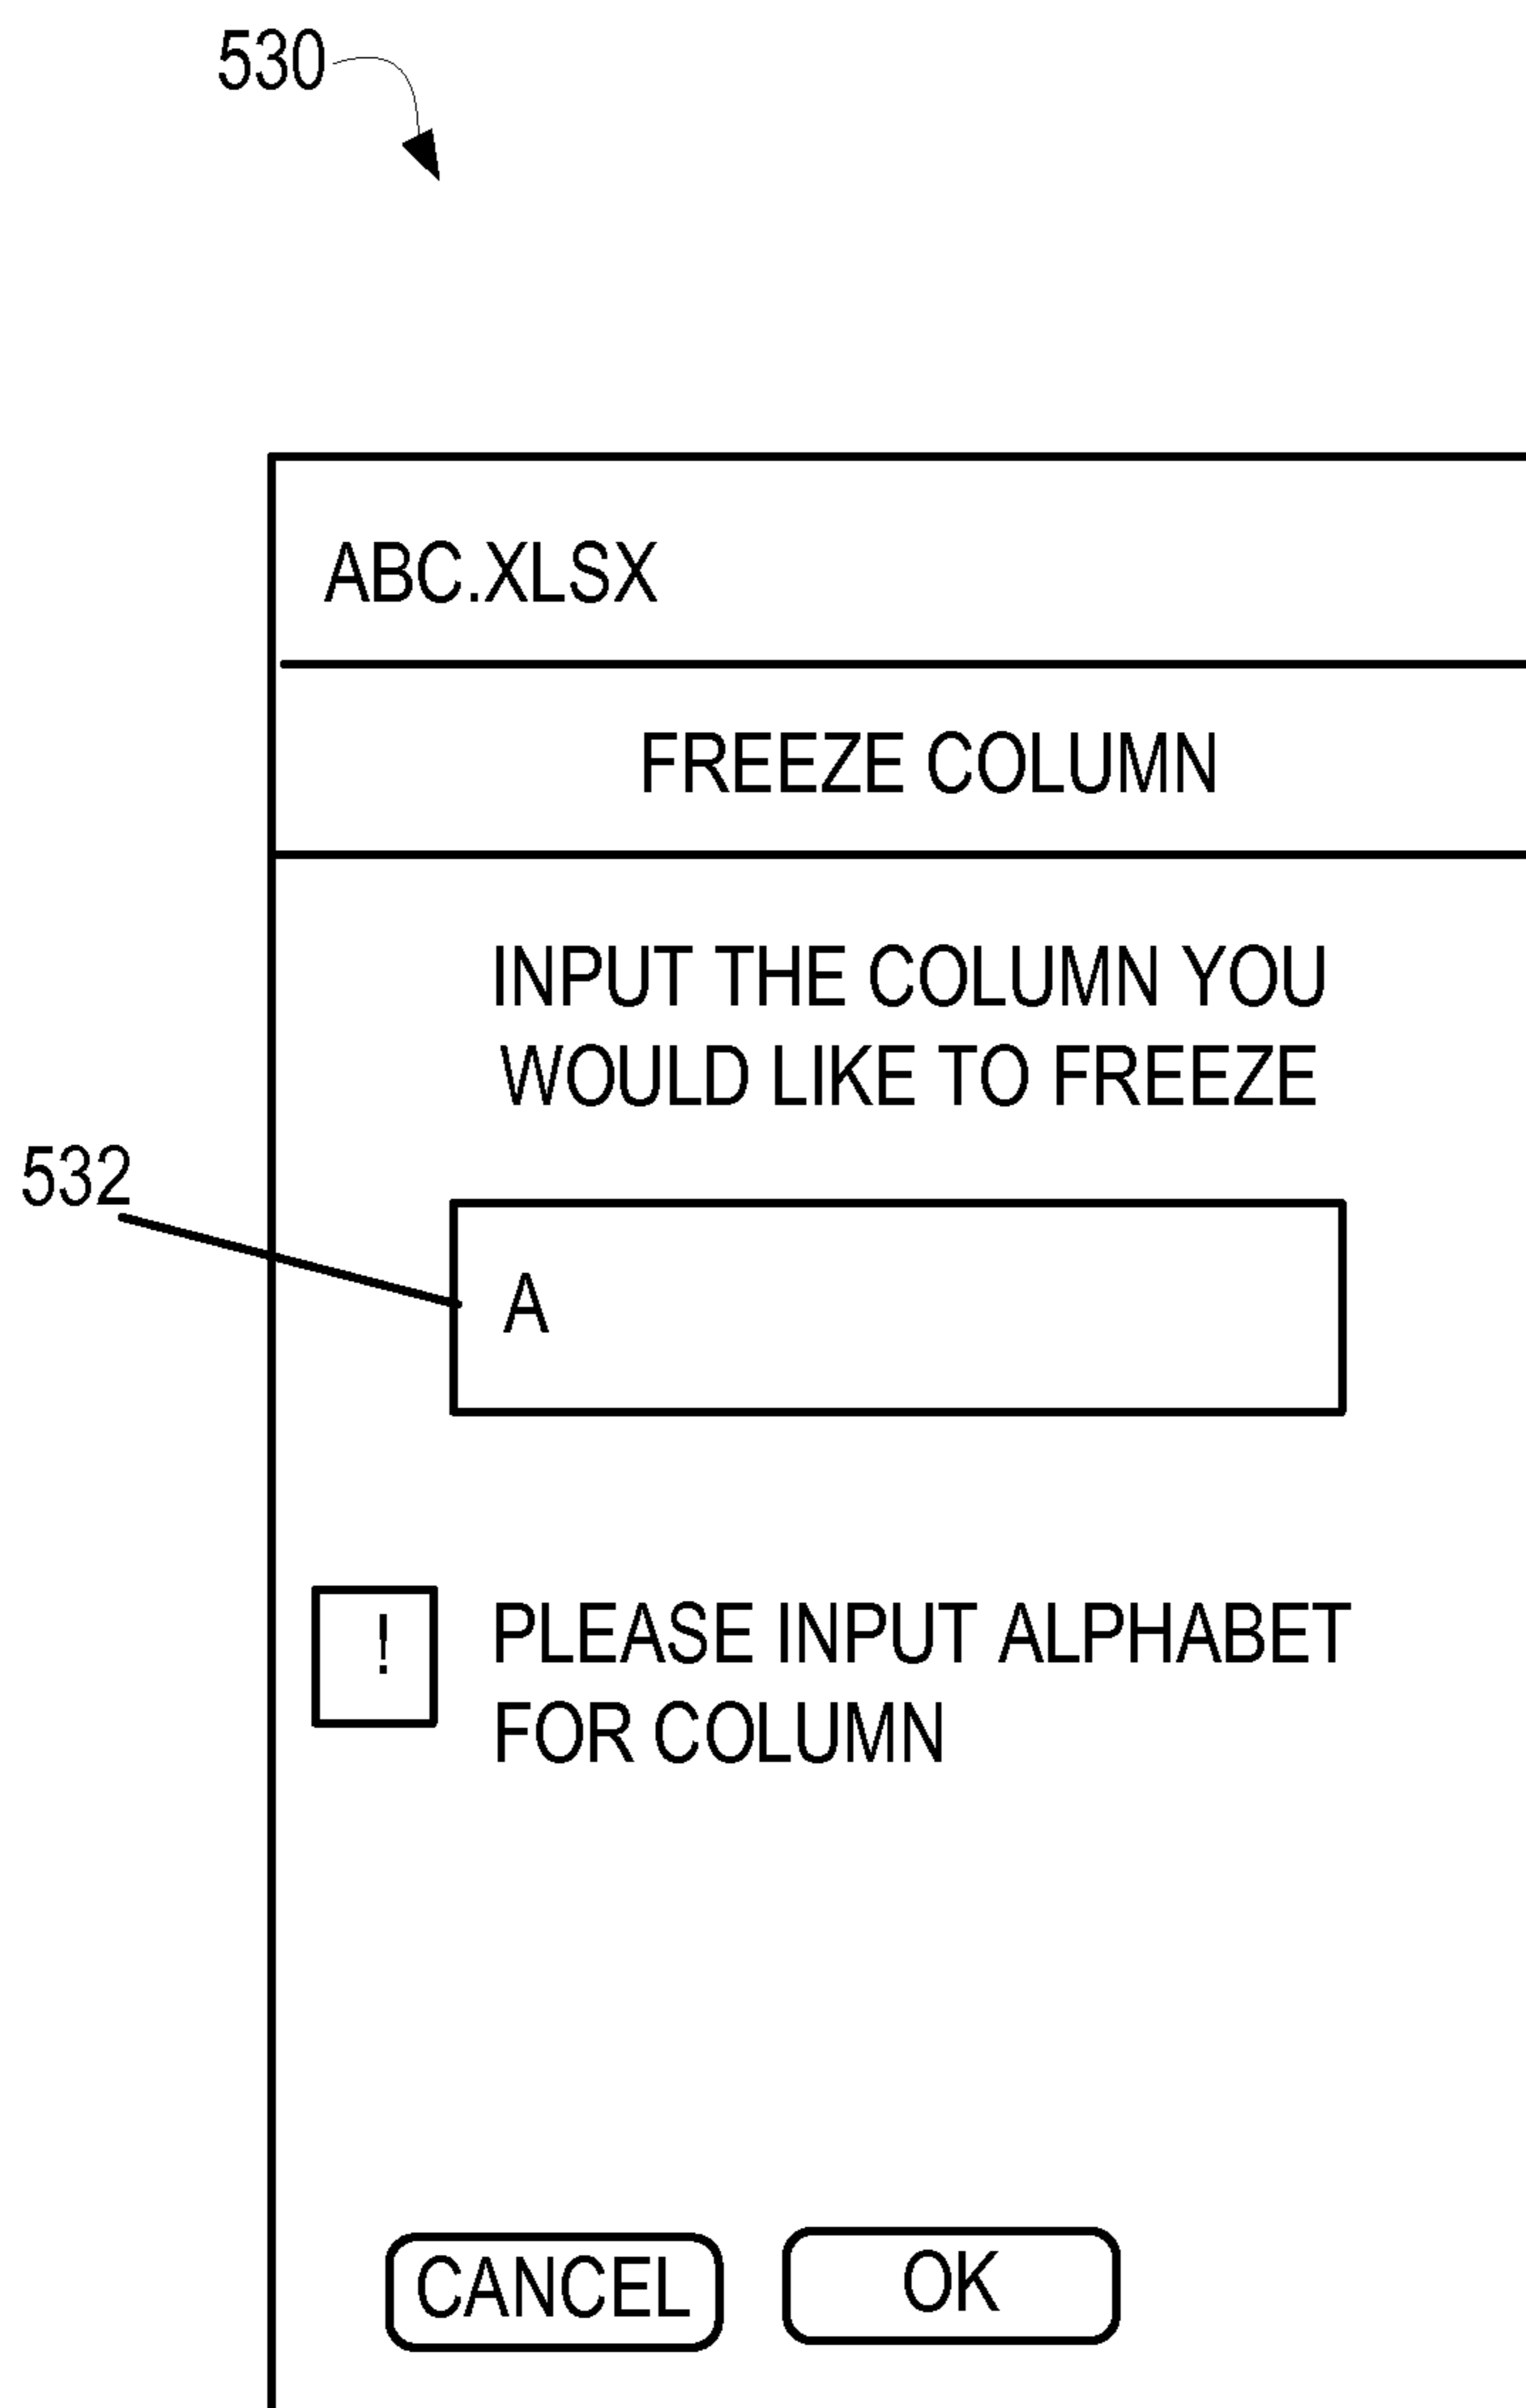 530
ABC.XLSX
FREEZE COLUMN
INPUT THE COLUMN YOU
WOULD LIKE TO FREEZE
532
A
! PLEASE INPUT ALPHABET
FOR COLUMN
CANCEL OK